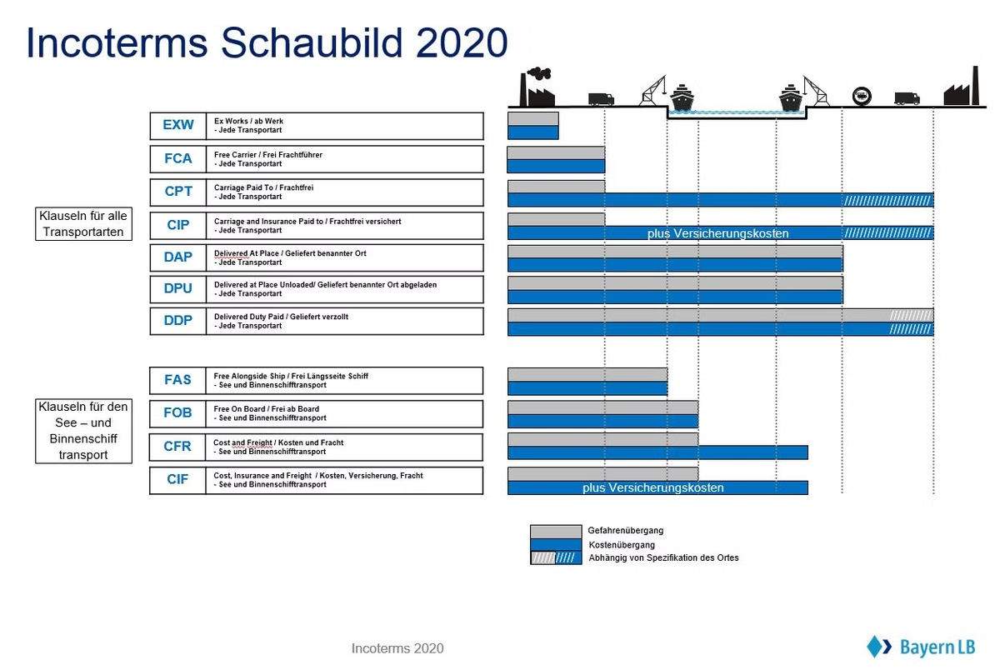 Incoterms Schaubild 2020
Klauseln für alle
Transportarten
EXW
Ex Works / ab Werk
- Jede Transportart
FCA
Free Carrier / Frei Frachtführer
- Jede Transportart
CPT
Carriage Paid To / Frachtfrei
- Jede Transportart
CIP
Carriage and Insurance Paid to / Frachtfrei versichert
- Jede Transportart
plus Versicherungskosten
DAP
Delivered At Place / Geliefert benannter Ort
- Jede Transportart
DPU
Delivered at Place Unloaded/ Geliefert benannter Ort abgeladen
- Jede Transportart
DDP
Delivered Duty Paid / Geliefert verzollt
- Jede Transportart
Klauseln für den
See – und
Binnenschiff
transport
FAS
Free Alongside Ship / Frei Längsseite Schiff
- See und Binnenschifftransport
FOB
Free On Board / Frei ab Board
- See und Binnenschifftransport
CFR
Cost and Freight / Kosten und Fracht
- See und Binnenschifftransport
CIF
Cost, Insurance and Freight / Kosten, Versicherung, Fracht
- See und Binnenschifftransport
plus Versicherungskosten
Gefahrenübergang
Kostenübergang
Abhängig von Spezifikation des Ortes
Incoterms 2020
Bayern LB